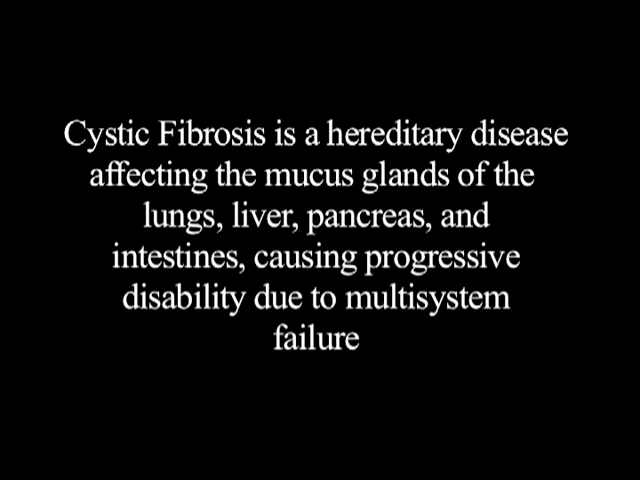 Cystic Fibrosis is a hereditary disease
affecting the mucus glands of the
lungs, liver, pancreas, and
intestines, causing progressive
disability due to multisystem
failure